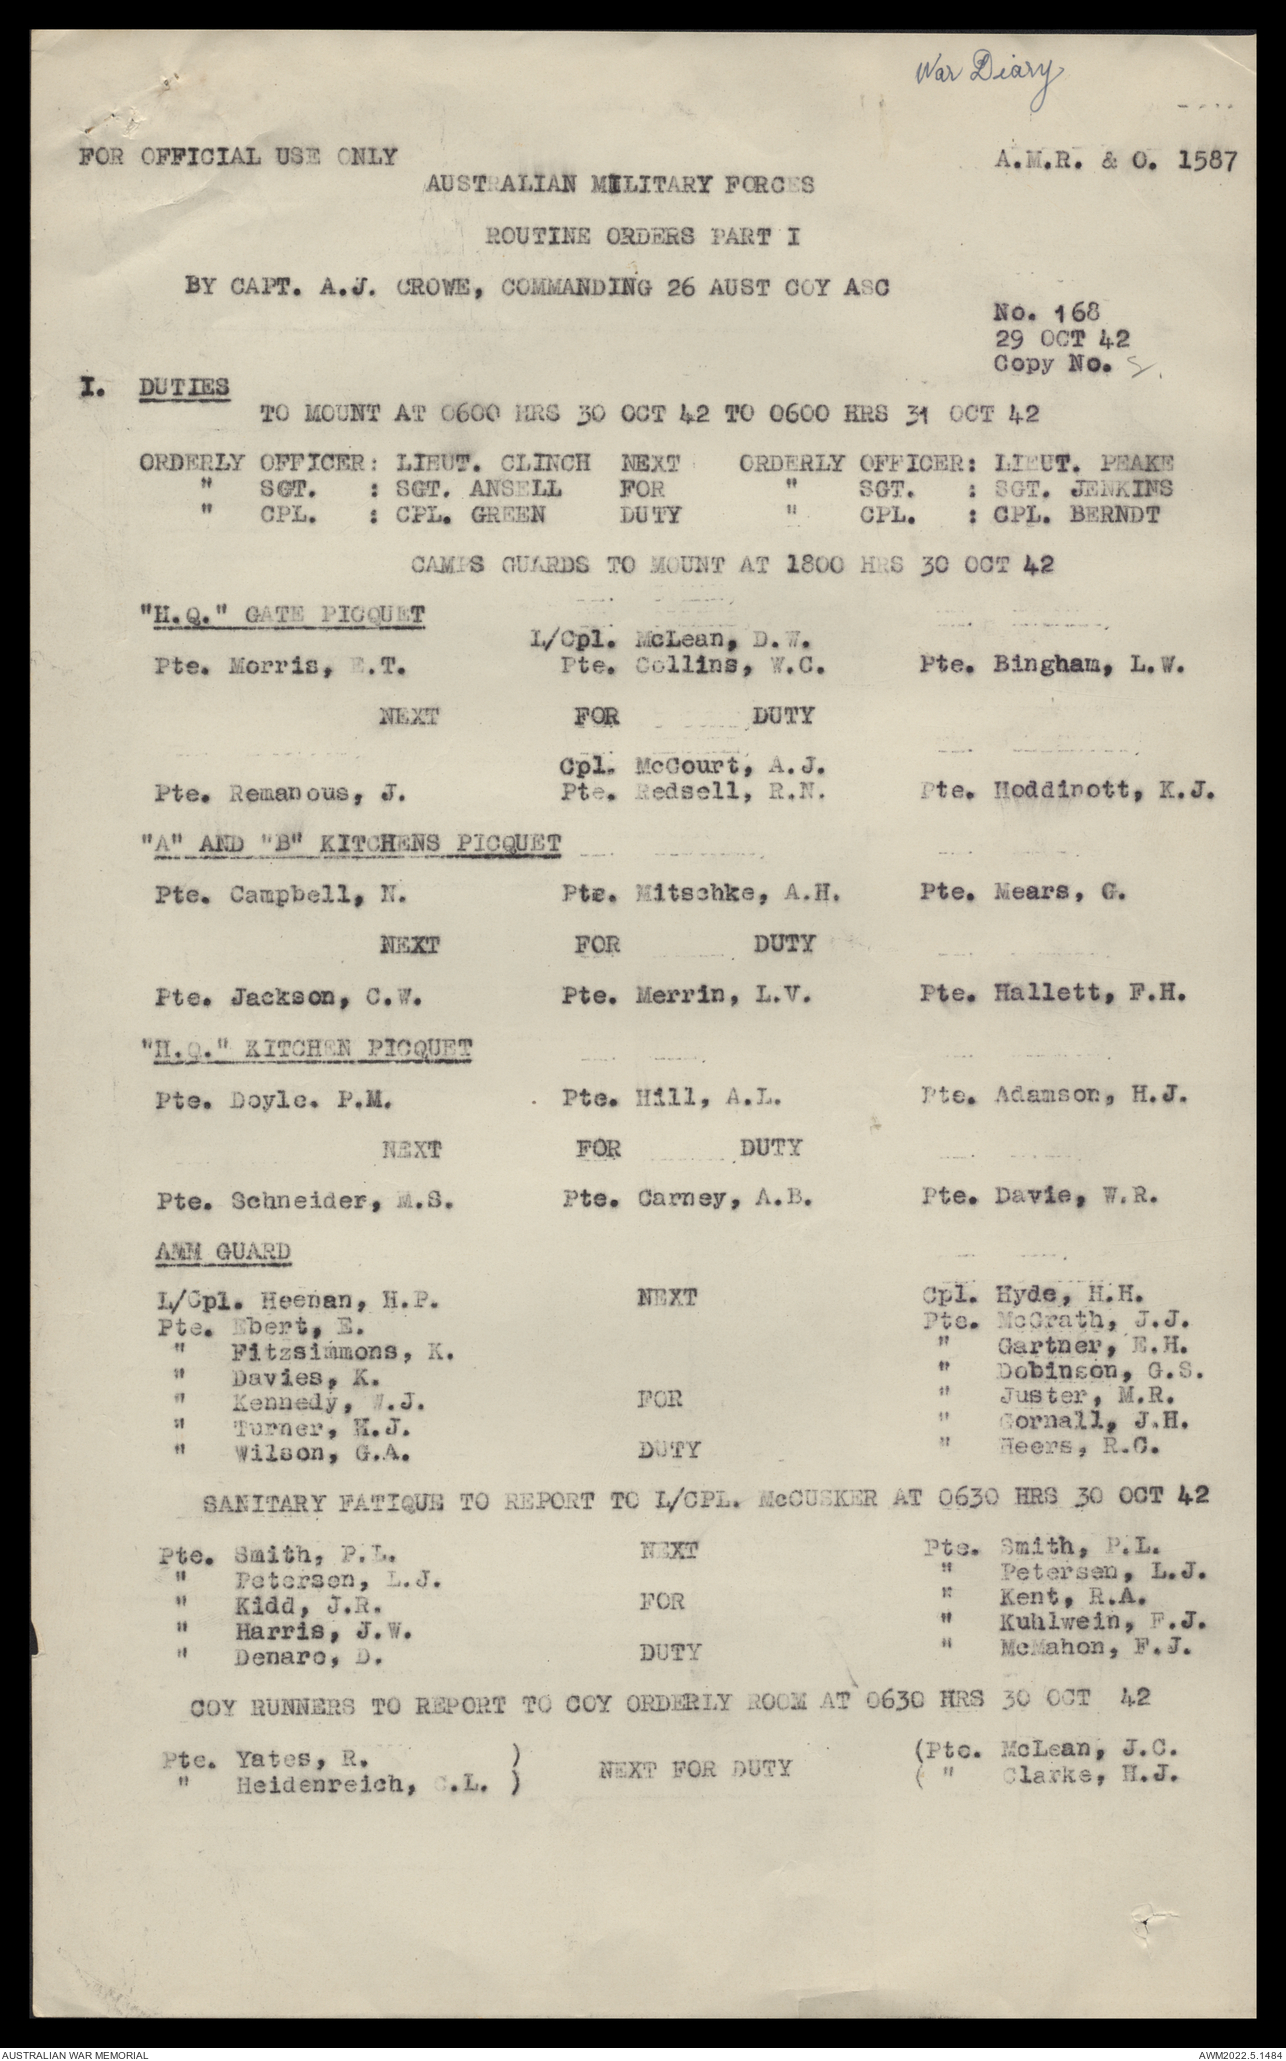 War Diary
FOR OFFICIAL USE ONLY A.M.R. & O. 1587
AUSTRALIAN MILITARY FORCES
ROUTINE ORDERS PART I
BY CAPT. A.J. CROWE, COMMANDING 26 AUST COY ASC
No. 168
29 OCT 42
Copy No.
I. DUTIES
TO MOUNT AT 0600 HRS 30 OCT 42 TO 0600 HRS 31 OCT 42
ORDERLY OFFICER: LIEUT. CLINCH NEXT ORDERLY OFFICER: LIEUT. PEAKE
" SGT. : SGT. ANSELL FOR " SGT. : SGT. JENKINS
" CPL. : CPL. GREEN DUTY " CPL. : CPL. BERNDT
CAMPS GUARDS TO MOUNT AT 1800 HRS 30 OCT 42
"H.Q." GATE PICQUET
L/Cpl. McLean, D.W.
Pte. Morris, E.T. Pte. Collins, W.C. Pte. Bingham, L.W.
NEXT FOR DUTY
Cpl. McCourt, A.J.
Pte. Remanous, J. Pte. Redsell, R.N. Pte. Hoddinott, K.J.
"A" AND "B" KITCHENS PICQUET
Pte. Campbell, N. Pte. Mitschke, A.H. Pte. Mears, G.
NEXT FOR DUTY
Pte. Jackson, C.W. Pte. Merrin, L.V. Pte. Hallett, F.H.
"H.Q." KITCHEN PICQUET
Pte. Doyle. P.M. Pte. Hill, A.L. Pte. Adamson, H.J.
NEXT FOR DUTY
Pte. Schneider, M.S. Pte. Carney, A.B. Pte. Davie, W.R.
AMM GUARD
L/Cpl. Heenan, H.P. NEXT Cpl. Hyde, H.H.
Pte. Ebert, E. Pte. McGrath, J.J.
" Fitzsimmons, K. " Gartner, E.H.
" Davies, K. " Dobinson, G.S.
" Kennedy, W.J. FOR " Juster, M.R.
" Turner, H.J. " Cornall, J.H.
" Wilson, G.A. DUTY " Heers, R.C.
SANITARY FATIQUE TO REPORT TO L/CPL. McCUSKER AT 0630 HRS 30 OCT 42
Pte. Smith, P.L. NEXT Pte. Smith, P.L.
" Petersen, L.J. " Petersen, L.J.
" Kidd, J.R. FOR " Kent, R.A.
" Harris, J.W. " Kuhlwein, F.J.
" Denaro, D. DUTY " McMahon, F.J.
COY RUNNERS TO REPORT TO COY ORDERLY ROOM AT 0630 HRS 30 OCT 42
Pte. Yates, R. ) NEXT FOR DUTY (Pte. McLean, J.C.
" Heidenreich, C.L. ) ( " Clarke, H.J.
AUSTRALIAN WAR MEMORIAL AWM2022.5.1484